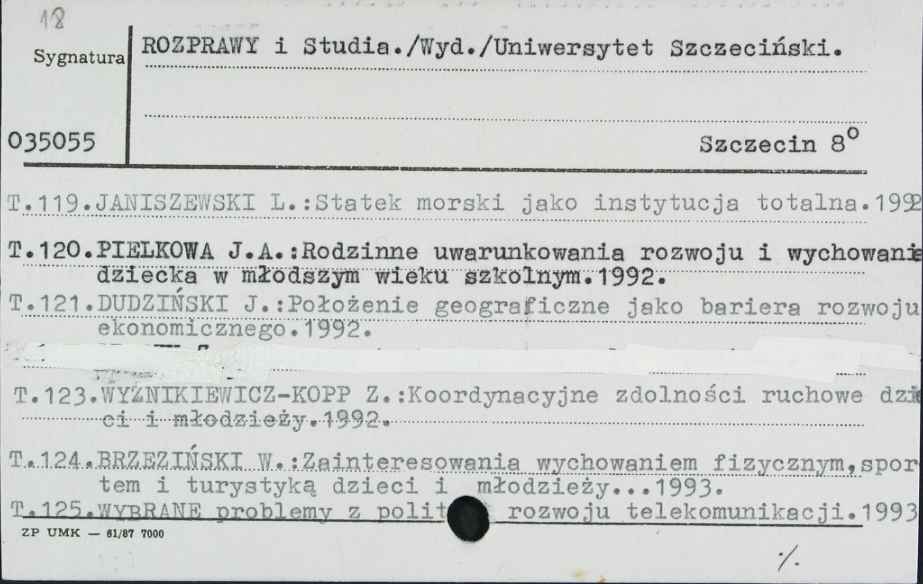 18
Sygnatura
ROZPRAWY i Studia./Wyd./Uniwersytet Szczeciński.
035055
Szczecin 8°
T.119.JANISZEWSKI L.:Statek morski jako instytucja totalna.1992
T.120.PIELKOWA J.A.:Rodzinne uwarunkowania rozwoju i wychowani
dziecka w młodszym wieku szkolnym.1992.
T.121.DUDZIŃSKI J.:Położenie geograficzne jako bariera rozwoju
ekonomicznego.1992.
T.123.WYŻNIKIEWICZ-KOPP Z.:Koordynacyjne zdolności ruchowe dzie
ci i młodzieży.1992.
T.124.BRZEZIŃSKI W.:Zainteresowania wychowaniem fizycznym,spor
tem i turystyką dzieci i młodzieży...1993.
T.125.WYBRANE problemy z polit rozwoju telekomunikacji.1993
ZP UMK — 61/87 7000
·/.